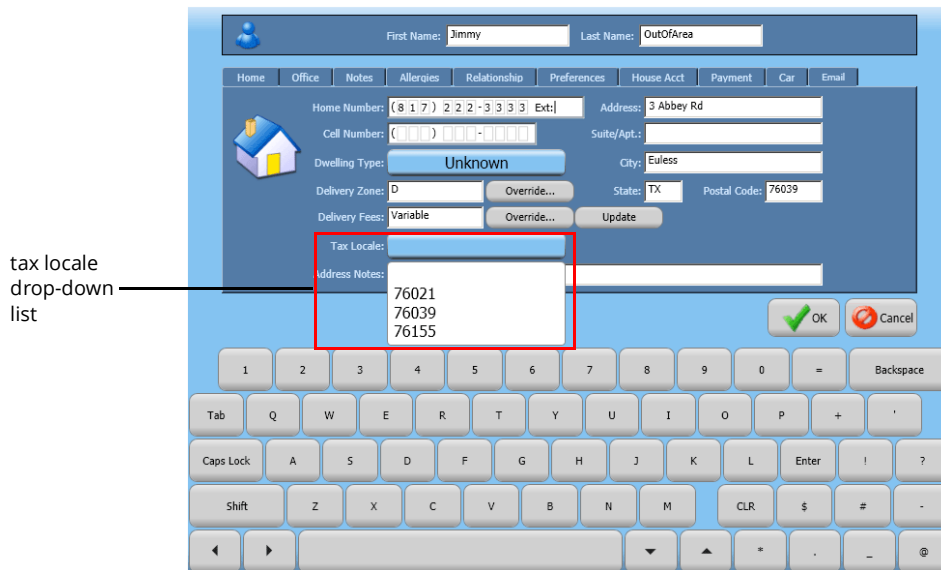 First Name: Jimmy Last Name: OutOfArea
Home Office Notes Allergies Relationship Preferences House Acct Payment Car Email
Home Number: (817) 222-3333 Ext: Address: 3 Abbey Rd
Cell Number: ( ) - Suite/Apt.:
Dwelling Type: Unknown City: Euless
Delivery Zone: D Override... State: TX Postal Code: 76039
Delivery Fees: Variable Override... Update
Tax Locale:
Address Notes:
76021
76039
76155
tax locale
drop-down
list
OK Cancel
1 2 3 4 5 6 7 8 9 0 = Backspace
Tab Q W E R T Y U I O P + '
Caps Lock A S D F G H J K L Enter ! ?
Shift Z X C V B N M CLR $ # -
* . _ @